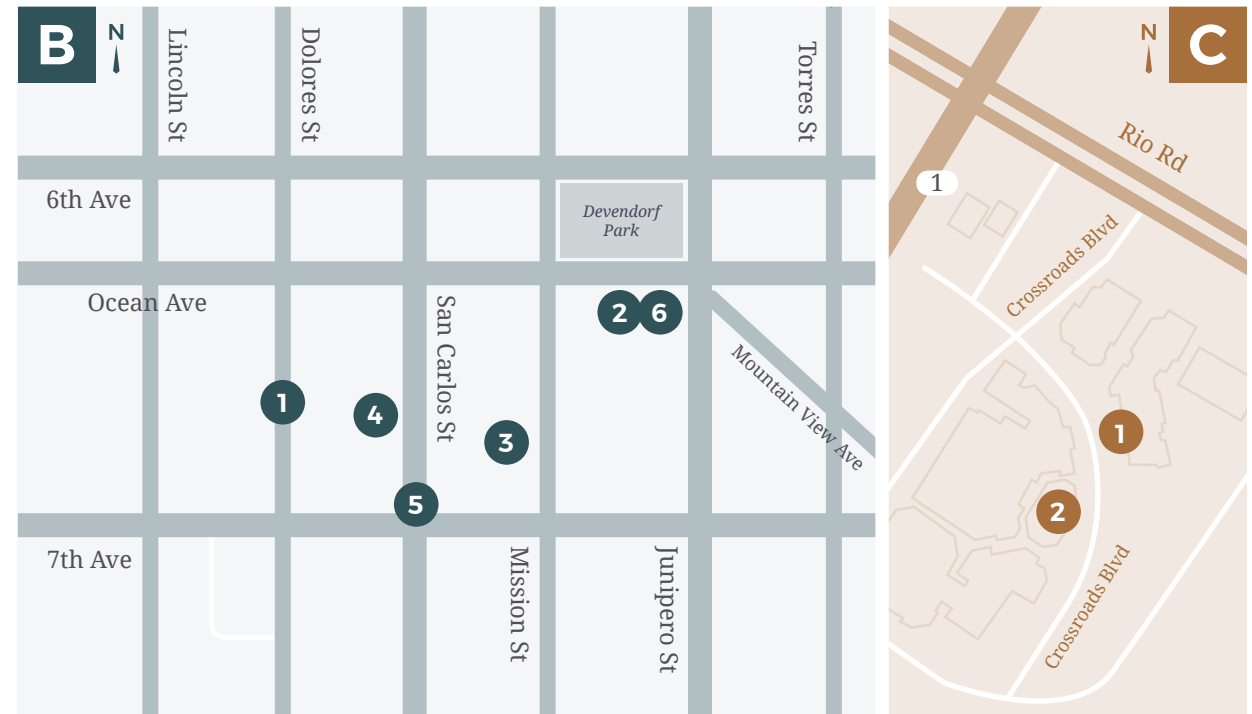 B
N
Lincoln St
Dolores St
Torres St
6th Ave
Devendorf
Park
Ocean Ave
2
6
San Carlos St
Mountain View Ave
1
4
3
5
7th Ave
Mission St
Junipero St
N
C
Rio Rd
1
Crossroads Blvd
1
2
Crossroads Blvd